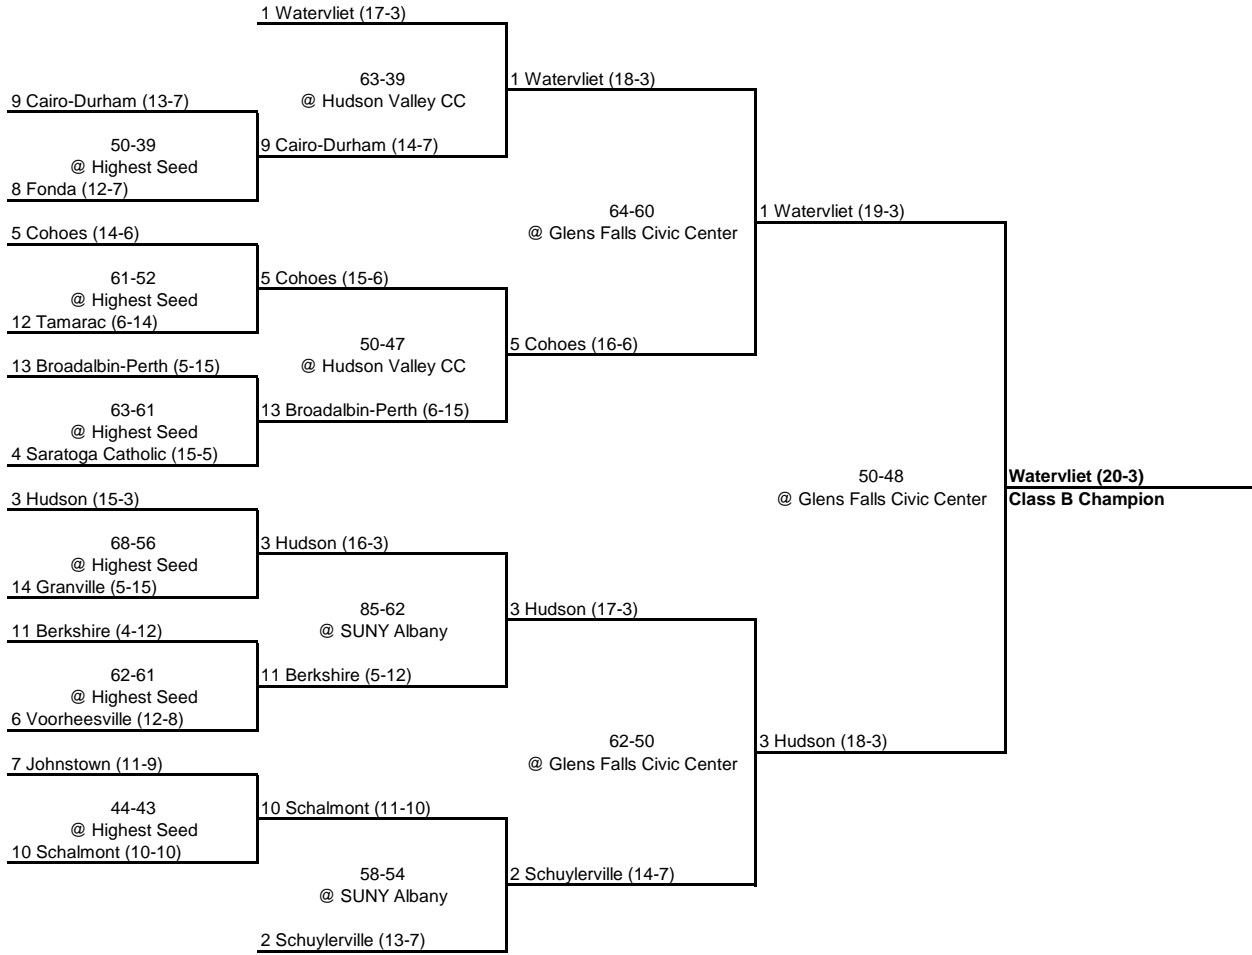 1 Watervliet (17-3)
63-39
@ Hudson Valley CC
1 Watervliet (18-3)
9 Cairo-Durham (13-7)
50-39
@ Highest Seed
9 Cairo-Durham (14-7)
8 Fonda (12-7)
64-60
@ Glens Falls Civic Center
1 Watervliet (19-3)
5 Cohoes (14-6)
61-52
@ Highest Seed
5 Cohoes (15-6)
12 Tamarac (6-14)
50-47
@ Hudson Valley CC
5 Cohoes (16-6)
13 Broadalbin-Perth (5-15)
63-61
@ Highest Seed
13 Broadalbin-Perth (6-15)
4 Saratoga Catholic (15-5)
50-48
@ Glens Falls Civic Center
Watervliet (20-3)
Class B Champion
3 Hudson (15-3)
68-56
@ Highest Seed
3 Hudson (16-3)
14 Granville (5-15)
85-62
@ SUNY Albany
3 Hudson (17-3)
11 Berkshire (4-12)
62-61
@ Highest Seed
11 Berkshire (5-12)
6 Voorheesville (12-8)
62-50
@ Glens Falls Civic Center
3 Hudson (18-3)
7 Johnstown (11-9)
44-43
@ Highest Seed
10 Schalmont (11-10)
10 Schalmont (10-10)
58-54
@ SUNY Albany
2 Schuylerville (14-7)
2 Schuylerville (13-7)